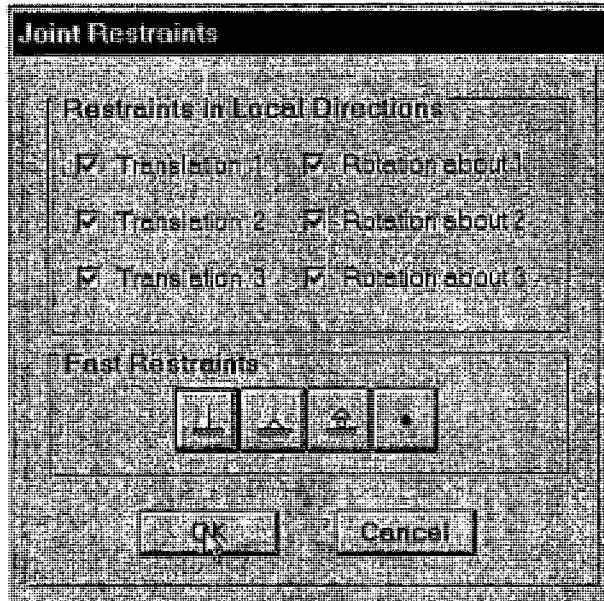 Joint Restraints
Restraints in Local Directions
Translation 1 Rotation about 1
Translation 2 Rotation about 2
Translation 3 Rotation about 3
Fast Restraints
OK Cancel